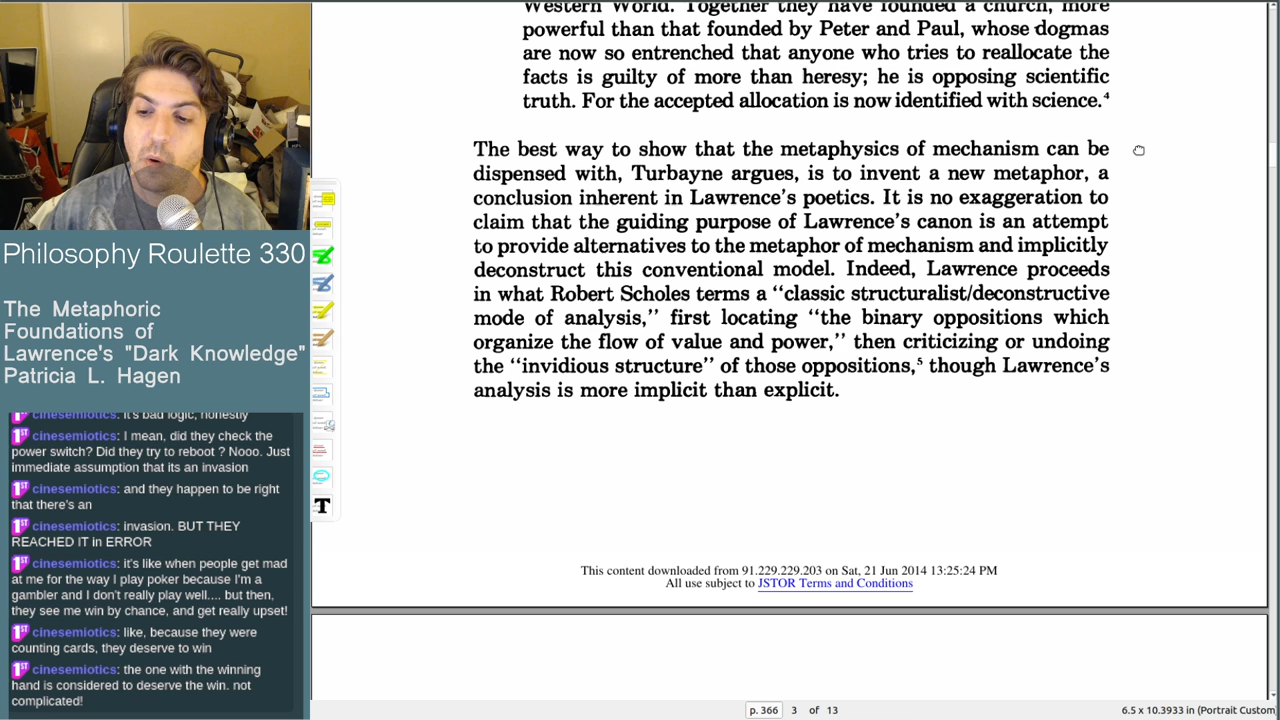 Western World. Together they have founded a church, more
powerful than that founded by Peter and Paul, whose dogmas
are now so entrenched that anyone who tries to reallocate the
facts is guilty of more than heresy; he is opposing scientific
truth. For the accepted allocation is now identified with science.⁴
The best way to show that the metaphysics of mechanism can be
dispensed with, Turbayne argues, is to invent a new metaphor, a
conclusion inherent in Lawrence's poetics. It is no exaggeration to
claim that the guiding purpose of Lawrence's canon is an attempt
to provide alternatives to the metaphor of mechanism and implicitly
deconstruct this conventional model. Indeed, Lawrence proceeds
in what Robert Scholes terms a "classic structuralist/deconstructive
mode of analysis," first locating "the binary oppositions which
organize the flow of value and power," then criticizing or undoing
the "invidious structure" of those oppositions,⁵ though Lawrence's
analysis is more implicit than explicit.
This content downloaded from 91.229.229.203 on Sat, 21 Jun 2014 13:25:24 PM
All use subject to JSTOR Terms and Conditions
p. 366 3 of 13
6.5 x 10.3933 in (Portrait Custom
Philosophy Roulette 330
The Metaphoric
Foundations of
Lawrence's "Dark Knowledge"
Patricia L. Hagen
1ST cinesemiotics: it's bad logic, honestly
1ST cinesemiotics: I mean, did they check the
power switch? Did they try to reboot ? Nooo. Just
immediate assumption that its an invasion
1ST cinesemiotics: and they happen to be right
that there's an
1ST cinesemiotics: invasion. BUT THEY
REACHED IT in ERROR
1ST cinesemiotics: it's like when people get mad
at me for the way I play poker because I'm a
gambler and I don't really play well.... but then,
they see me win by chance, and get really upset!
1ST cinesemiotics: like, because they were
counting cards, they deserve to win
1ST cinesemiotics: the one with the winning
hand is considered to deserve the win. not
complicated!
T